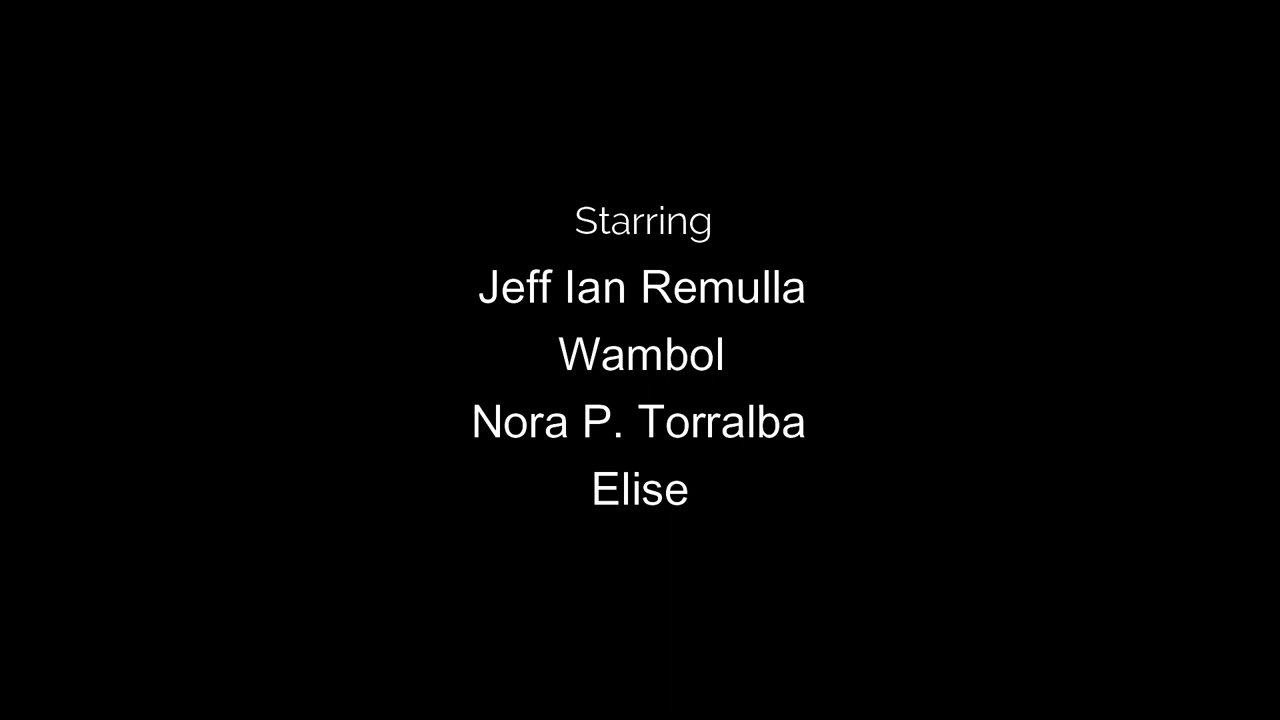 Starring
Jeff Ian Remulla
Wambol
Nora P. Torralba
Elise